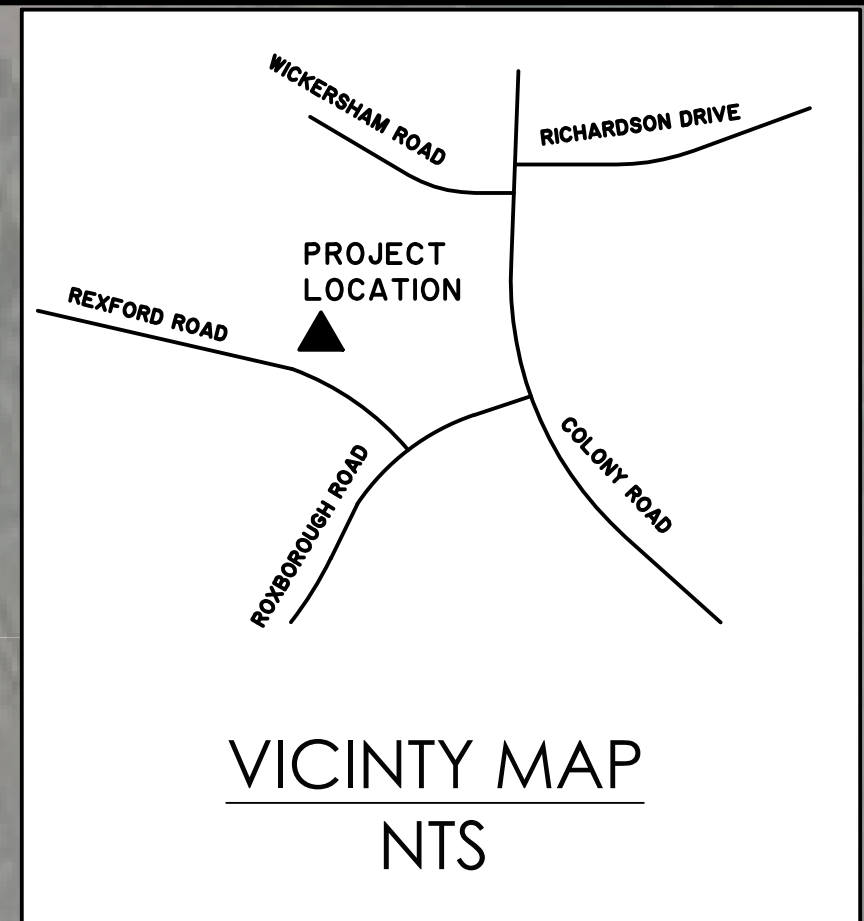 WICKERSHAM ROAD
RICHARDSON DRIVE
PROJECT
LOCATION
REXFORD ROAD
COLONY ROAD
ROXBOROUGH ROAD
VICINTY MAP
NTS